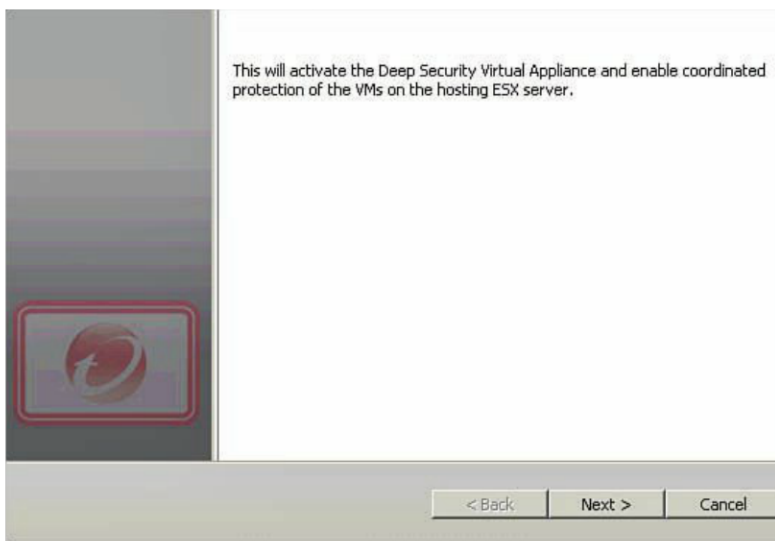 This will activate the Deep Security Virtual Appliance and enable coordinated
protection of the VMs on the hosting ESX server.
< Back
Next >
Cancel